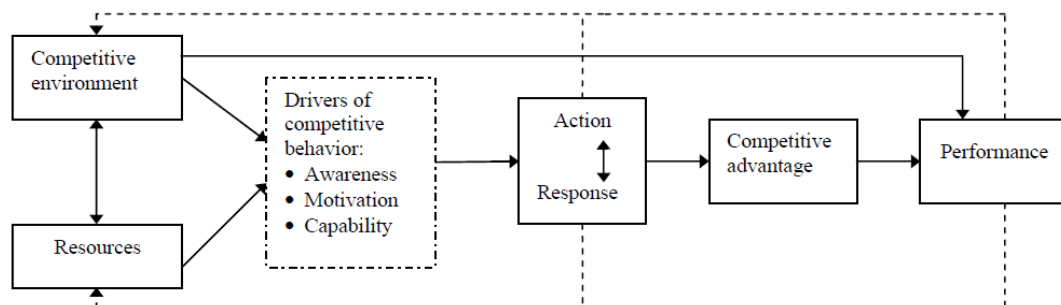 Competitive
environment
Resources
Drivers of
competitive
behavior:
• Awareness
• Motivation
• Capability
Action
Response
Competitive
advantage
Performance